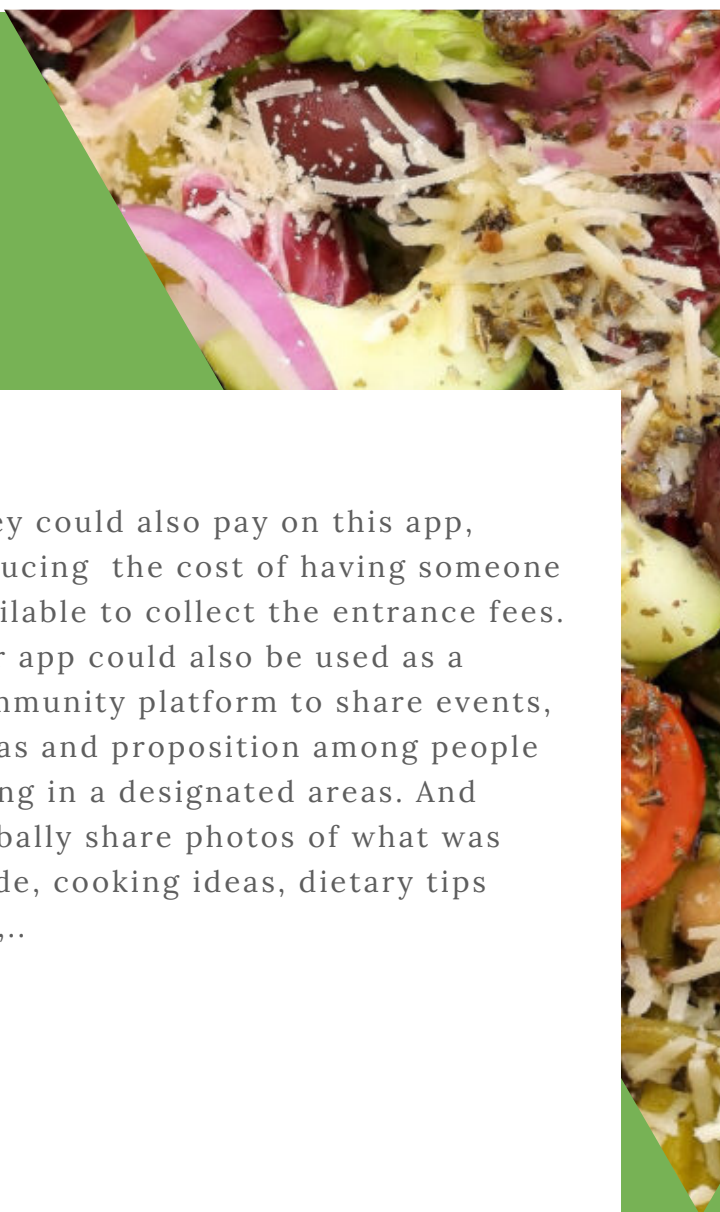 ey could also pay on this app,
ucing  the cost of having someone
ilable to collect the entrance fees.
r app could also be used as a
mmunity platform to share events,
as and proposition among people
ng in a designated areas. And
bally share photos of what was
de, cooking ideas, dietary tips
,..